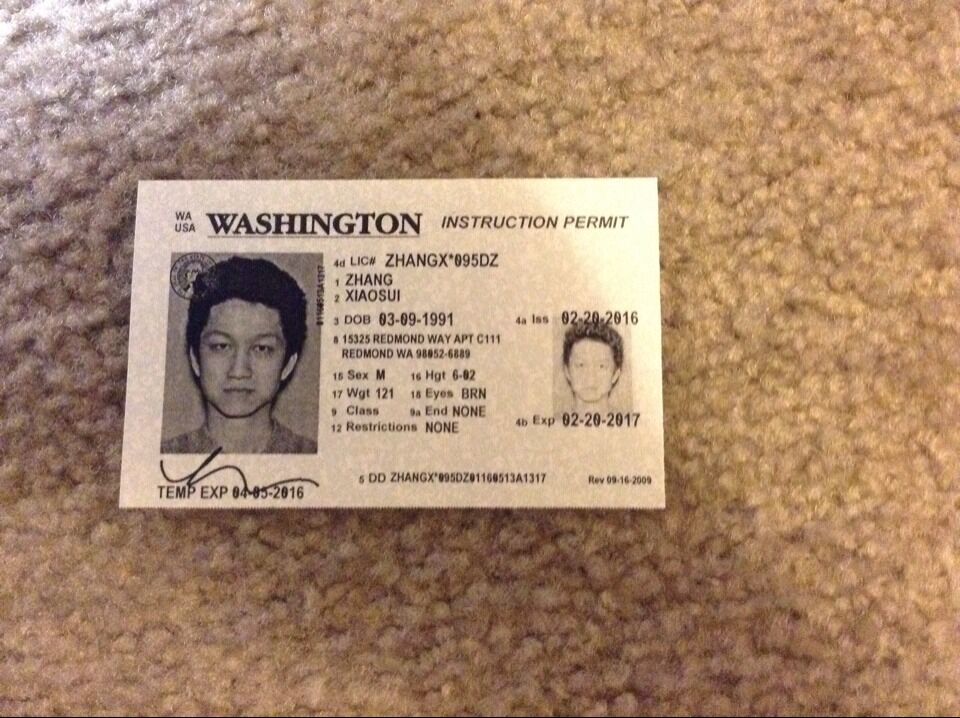 WA
USA
WASHINGTON INSTRUCTION PERMIT
4d LIC# ZHANGX*095DZ
1 ZHANG
2 XIAOSUI
3 DOB 03-09-1991 4a Iss 02-20-2016
8 15325 REDMOND WAY APT C111
REDMOND WA 98052-6889
15 Sex M 16 Hgt 6-02
17 Wgt 121 18 Eyes BRN
9 Class 9a End NONE
12 Restrictions NONE 4b Exp 02-20-2017
TEMP EXP 04-05-2016
5 DD ZHANGX*095DZ01160513A1317 Rev 09-16-2009